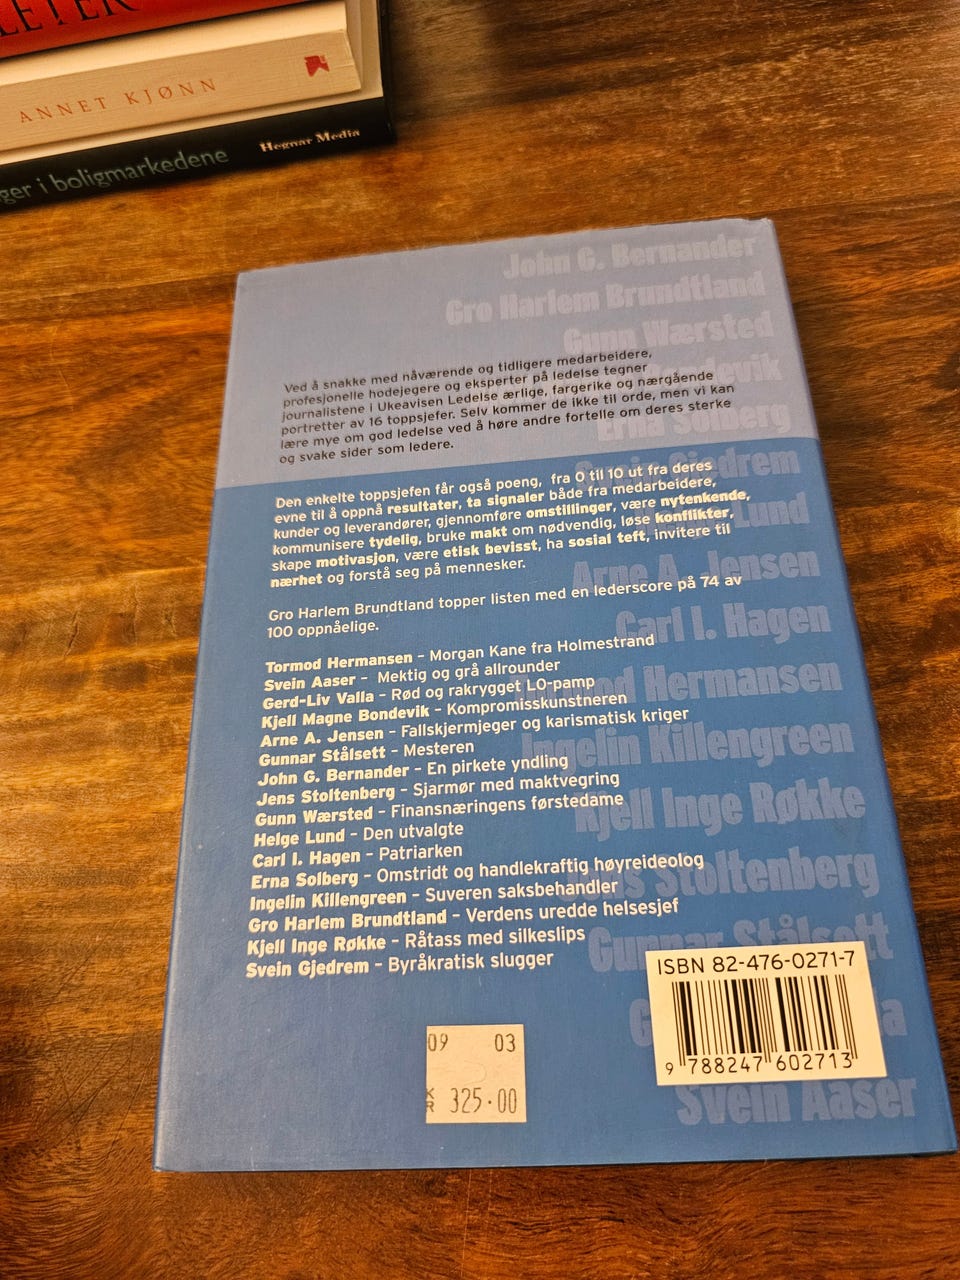 ANNET KJØNN
ger i boligmarkedene Hegnar Media
John G. Bernander
Gro Harlem Brundtland
Gunn Wærsted
Ved å snakke med nåværende og tidligere medarbeidere,
profesjonelle hodejegere og eksperter på ledelse tegner
journalistene i Ukeavisen Ledelse ærlige, fargerike og nærgående
portretter av 16 toppsjefer. Selv kommer de ikke til orde, men vi kan
lære mye om god ledelse ved å høre andre fortelle om deres sterke
og svake sider som ledere.
Erna Solberg
Den enkelte toppsjefen får også poeng, fra 0 til 10 ut fra deres
evne til å oppnå resultater, ta signaler både fra medarbeidere,
kunder og leverandører, gjennomføre omstillinger, være nytenkende,
kommunisere tydelig, bruke makt om nødvendig, løse konflikter,
skape motivasjon, være etisk bevisst, ha sosial teft, invitere til
nærhet og forstå seg på mennesker.
Lund
Arne A. Jensen
Gro Harlem Brundtland topper listen med en lederscore på 74 av
100 oppnåelige.
Carl I. Hagen
Tormod Hermansen – Morgan Kane fra Holmestrand
Svein Aaser – Mektig og grå allrounder
Gerd-Liv Valla – Rød og rakrygget LO-pamp
Kjell Magne Bondevik – Kompromisskunstneren
Arne A. Jensen – Fallskjermjeger og karismatisk kriger
Gunnar Stålsett – Mesteren
John G. Bernander – En pirkete yndling
Jens Stoltenberg – Sjarmør med maktvegring
Gunn Wærsted – Finansnæringens førstedame
Helge Lund – Den utvalgte
Carl I. Hagen – Patriarken
Erna Solberg – Omstridt og handlekraftig høyreideolog
Ingelin Killengreen – Suveren saksbehandler
Gro Harlem Brundtland – Verdens uredde helsesjef
Kjell Inge Røkke – Råtass med silkeslips
Svein Gjedrem – Byråkratisk slugger
Tormod Hermansen
Ingelin Killengreen
Kjell Inge Røkke
Stoltenberg
Gunnar Stålsett
ISBN 82-476-0271-7
9 788247 602713
09 03
KR 325.00
Svein Aaser